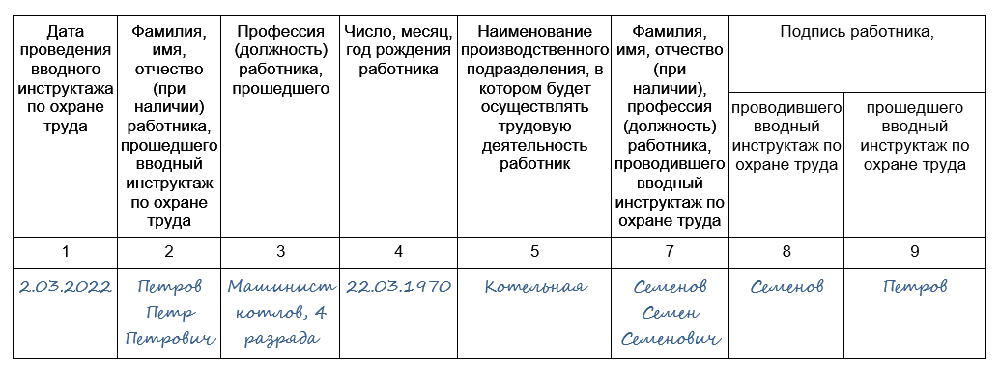 Дата
проведения
вводного
инструктажа
по охране
труда
Фамилия,
имя,
отчество
(при
наличии)
работника,
прошедшего
вводный
инструктаж
по охране
труда
Профессия
(должность)
работника,
прошедшего
Число, месяц,
год рождения
работника
Наименование
производственного
подразделения, в
котором будет
осуществлять
трудовую
деятельность
работник
Фамилия,
имя, отчество
(при
наличии),
профессия
(должность)
работника,
проводившего
вводный
инструктаж по
охране труда
Подпись работника,
проводившего
вводный
инструктаж по
охране труда
прошедшего
вводный
инструктаж по
охране труда
1
2
3
4
5
7
8
9
2.03.2022
Петров
Петр
Петрович
Машинист
котлов, 4
разряда
22.03.1970
Котельная
Семенов
Семен
Семенович
Семенов
Петров